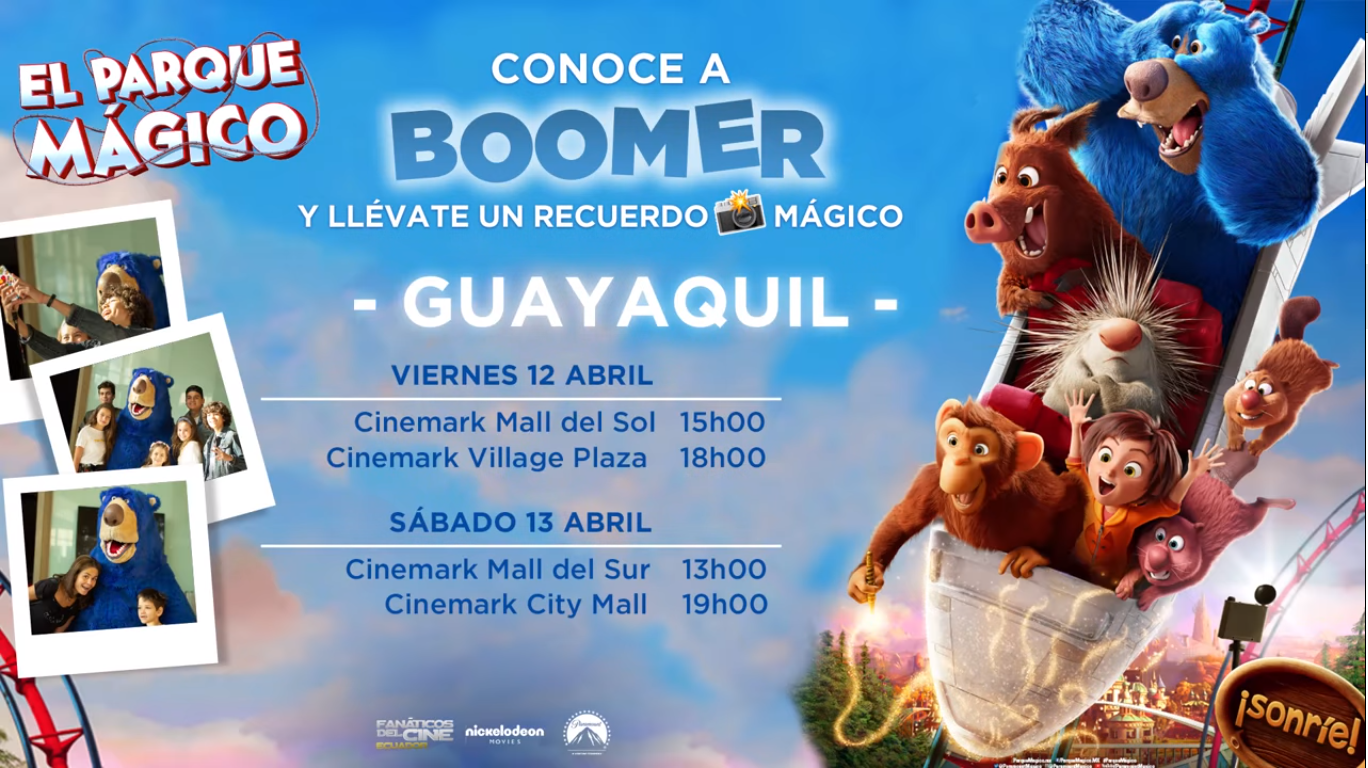 EL PARQUE
MÁGICO
CONOCE A
BOOMER
Y LLÉVATE UN RECUERDO MÁGICO
- GUAYAQUIL -
VIERNES 12 ABRIL
Cinemark Mall del Sol 15h00
Cinemark Village Plaza 18h00
SÁBADO 13 ABRIL
Cinemark Mall del Sur 13h00
Cinemark City Mall 19h00
FANÁTICOS
DEL CINE
ECUADOR
nickelodeon
MOVIES
Paramount
¡sonríe!